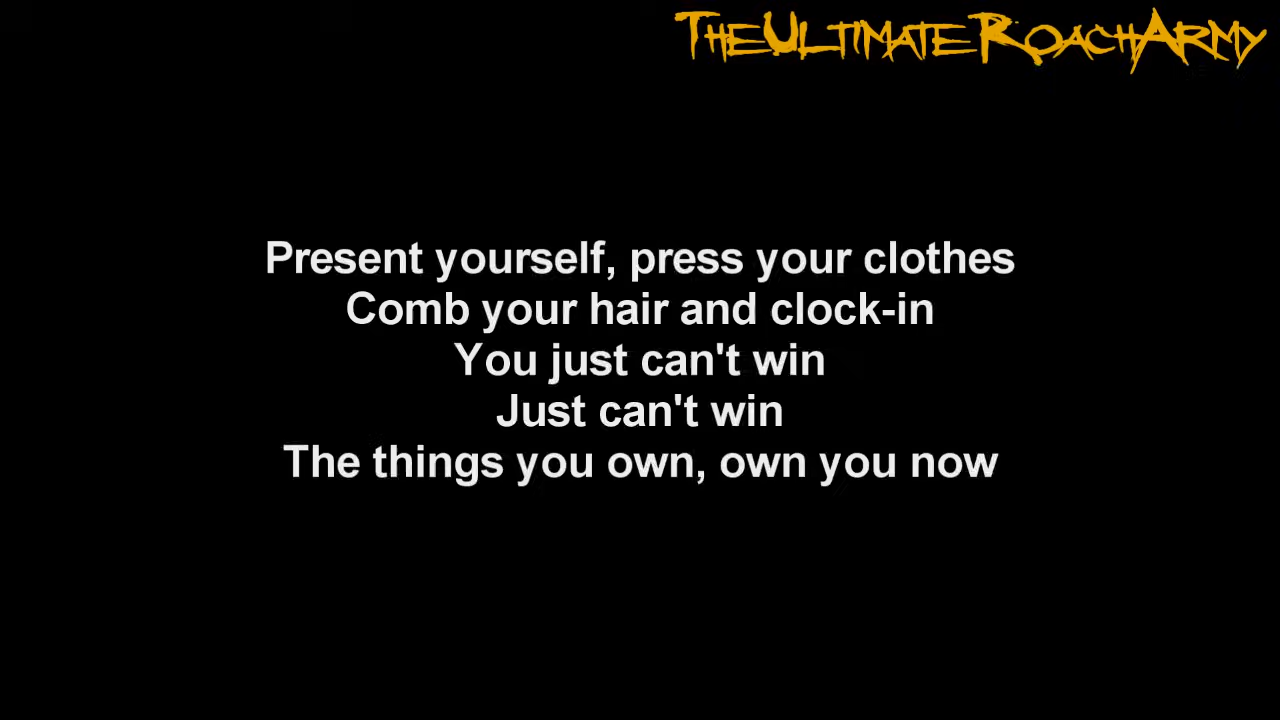 TheUltimateRoachArmy
Present yourself, press your clothes
Comb your hair and clock-in
You just can't win
Just can't win
The things you own, own you now